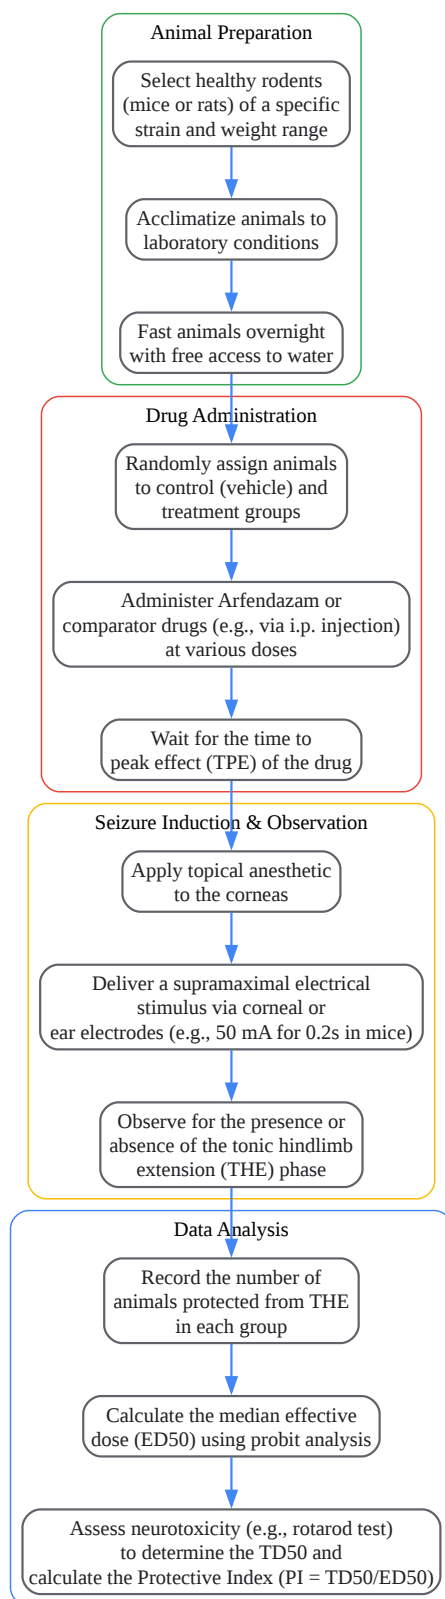 Animal Preparation
Select healthy rodents
(mice or rats) of a specific
strain and weight range
Acclimatize animals to
laboratory conditions
Fast animals overnight
with free access to water
Drug Administration
Randomly assign animals
to control (vehicle) and
treatment groups
Administer Arfendazam or
comparator drugs (e.g., via i.p. injection)
at various doses
Wait for the time to
peak effect (TPE) of the drug
Seizure Induction & Observation
Apply topical anesthetic
to the corneas
Deliver a supramaximal electrical
stimulus via corneal or
ear electrodes (e.g., 50 mA for 0.2s in mice)
Observe for the presence or
absence of the tonic hindlimb
extension (THE) phase
Data Analysis
Record the number of
animals protected from THE
in each group
Calculate the median effective
dose (ED50) using probit analysis
Assess neurotoxicity (e.g., rotarod test)
to determine the TD50 and
calculate the Protective Index (PI = TD50/ED50)